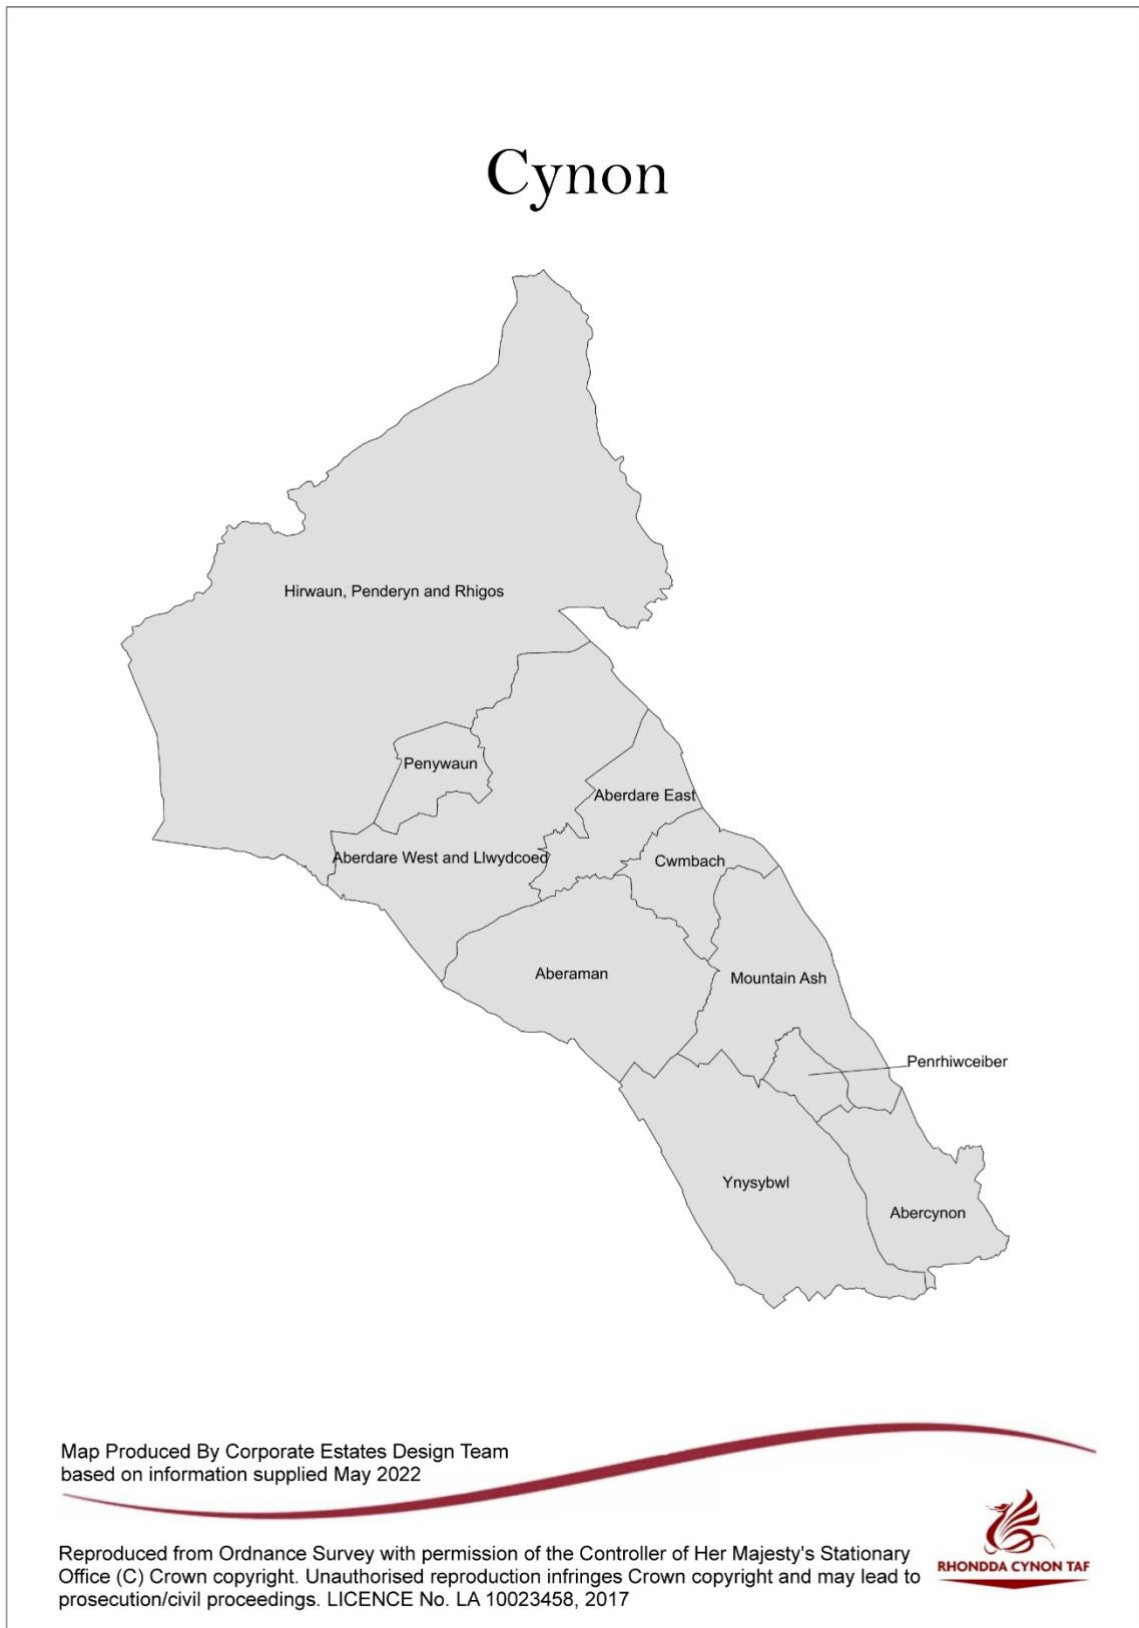 Cynon
Hirwaun, Penderyn and Rhigos
Penywaun
Aberdare East
Aberdare West and Llwydcoed
Cwmbach
Aberaman
Mountain Ash
Penrhiwceiber
Ynysybwl
Abercynon
Map Produced By Corporate Estates Design Team
based on information supplied May 2022
Reproduced from Ordnance Survey with permission of the Controller of Her Majesty's Stationary
Office (C) Crown copyright. Unauthorised reproduction infringes Crown copyright and may lead to
prosecution/civil proceedings. LICENCE No. LA 10023458, 2017
RHONDDA CYNON TAF